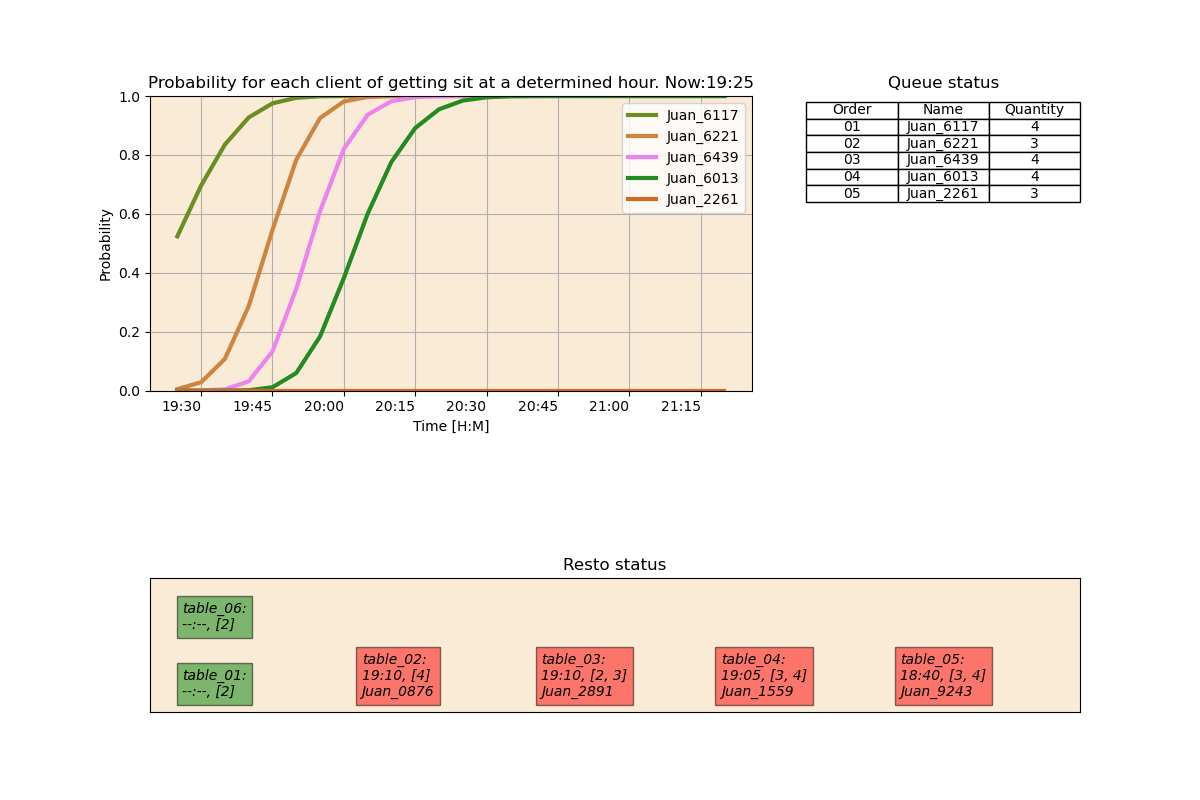 Probability for each client of getting sit at a determined hour. Now:19:25
Probability
1.0
0.8
0.6
0.4
0.2
0.0
19:30 19:45 20:00 20:15 20:30 20:45 21:00 21:15
Time [H:M]
Juan_6117
Juan_6221
Juan_6439
Juan_6013
Juan_2261
Queue status
Order Name Quantity
01 Juan_6117 4
02 Juan_6221 3
03 Juan_6439 4
04 Juan_6013 4
05 Juan_2261 3
Resto status
table_06:
--:--, [2]
table_01:
--:--, [2]
table_02:
19:10, [4]
Juan_0876
table_03:
19:10, [2, 3]
Juan_2891
table_04:
19:05, [3, 4]
Juan_1559
table_05:
18:40, [3, 4]
Juan_9243